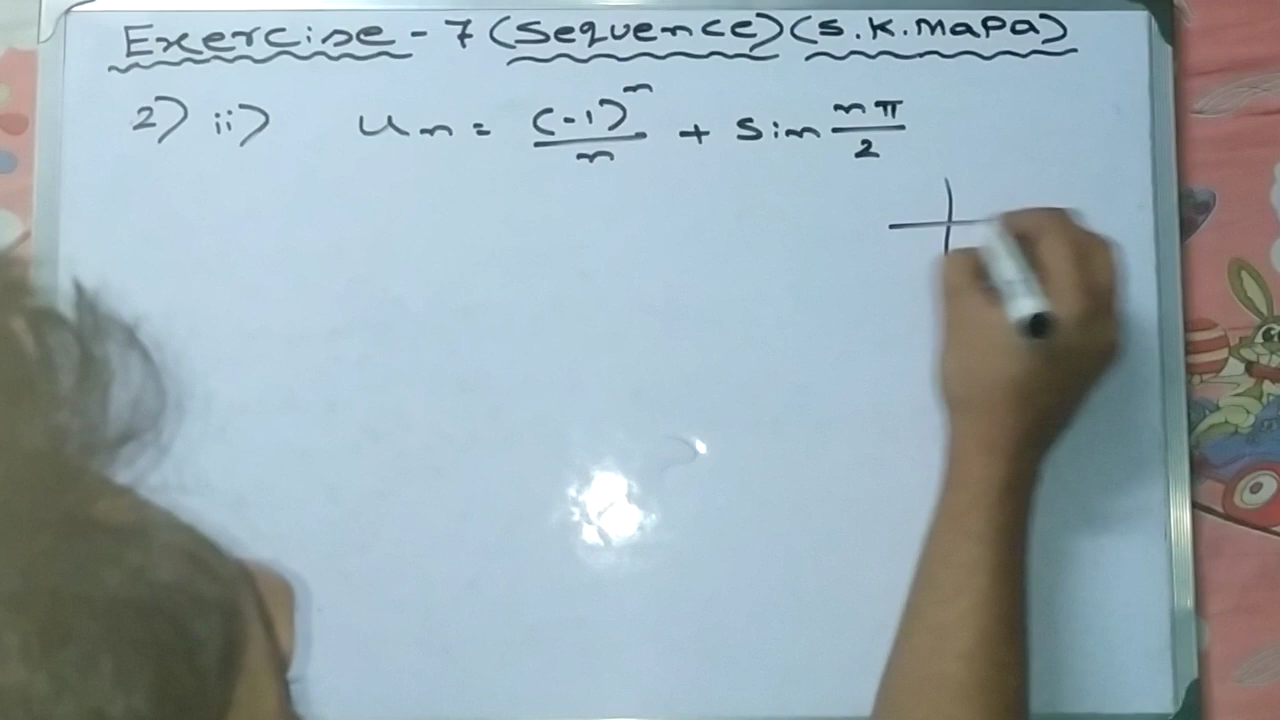 Exercise - 7 (Sequence) (S.K.Mapa)
2) ii) Un = (-1)^n/n + Sin nπ/2